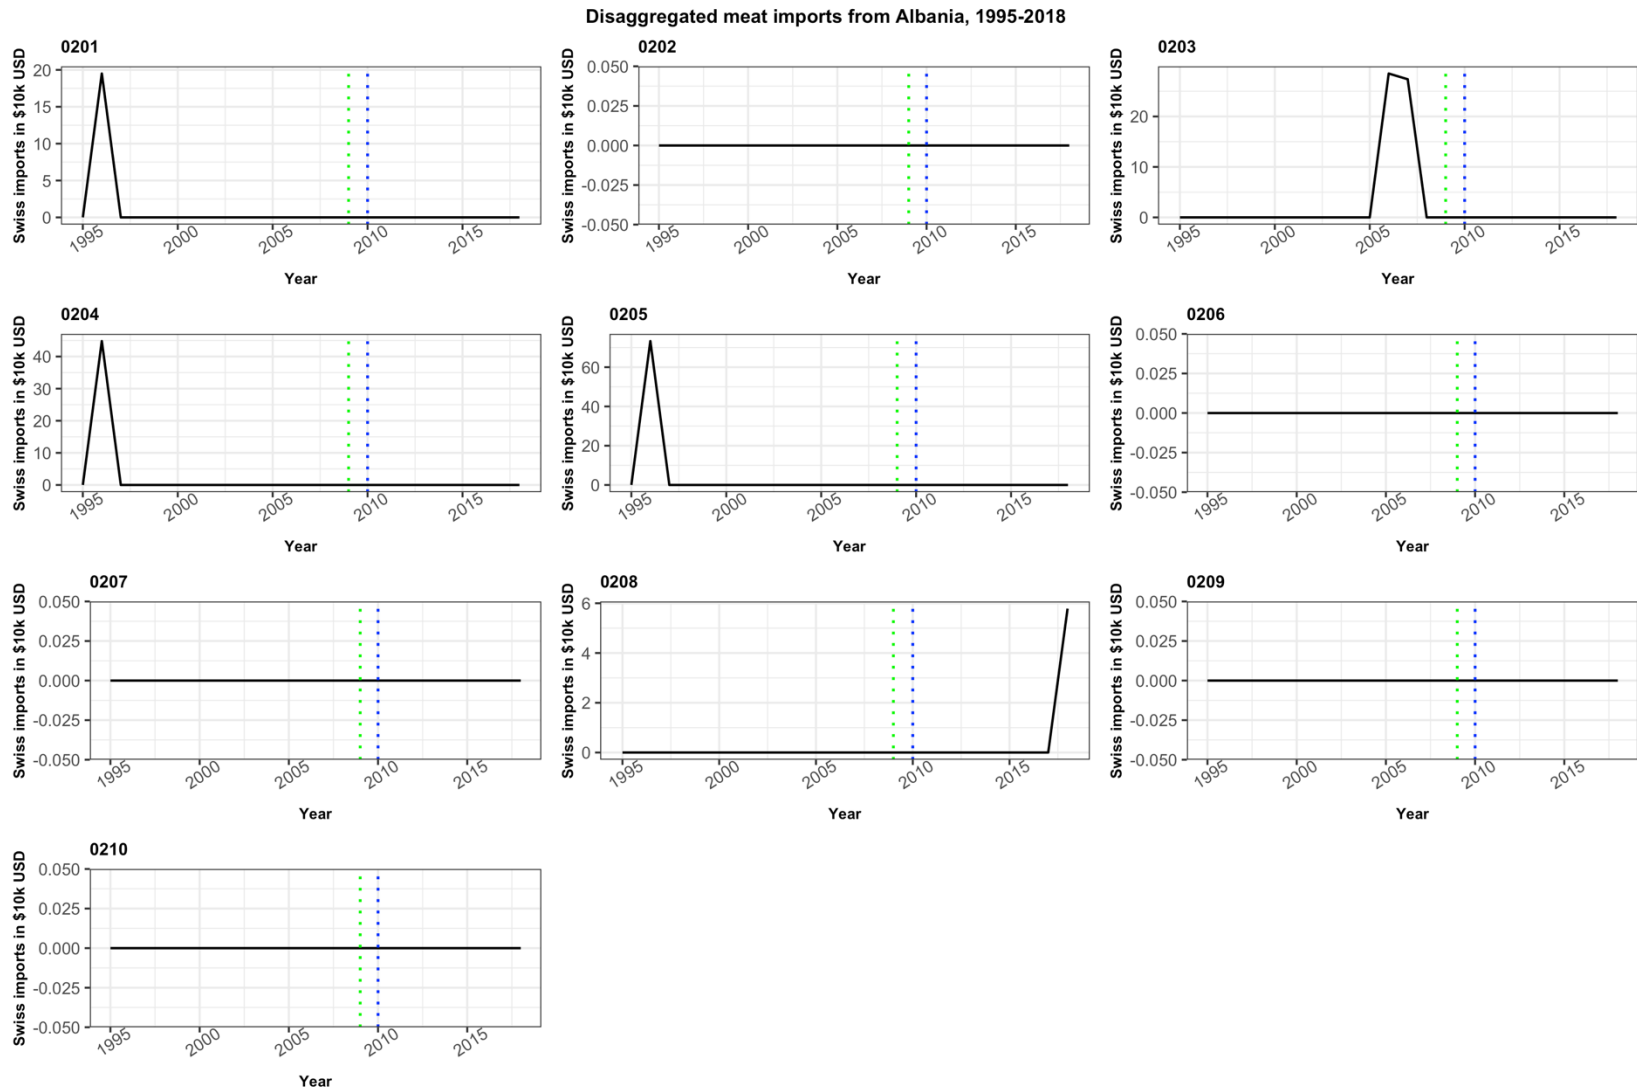 Disaggregated meat imports from Albania, 1995-2018
0201
Swiss imports in $10k USD
20
15
10
5
0
1995 2000 2005 2010 2015
Year
0202
Swiss imports in $10k USD
0.050
0.025
0.000
-0.025
-0.050
1995 2000 2005 2010 2015
Year
0203
Swiss imports in $10k USD
20
10
0
1995 2000 2005 2010 2015
Year
0204
Swiss imports in $10k USD
40
30
20
10
0
1995 2000 2005 2010 2015
Year
0205
Swiss imports in $10k USD
60
40
20
0
1995 2000 2005 2010 2015
Year
0206
Swiss imports in $10k USD
0.050
0.025
0.000
-0.025
-0.050
1995 2000 2005 2010 2015
Year
0207
Swiss imports in $10k USD
0.050
0.025
0.000
-0.025
-0.050
1995 2000 2005 2010 2015
Year
0208
Swiss imports in $10k USD
6
4
2
0
1995 2000 2005 2010 2015
Year
0209
Swiss imports in $10k USD
0.050
0.025
0.000
-0.025
-0.050
1995 2000 2005 2010 2015
Year
0210
Swiss imports in $10k USD
0.050
0.025
0.000
-0.025
-0.050
1995 2000 2005 2010 2015
Year